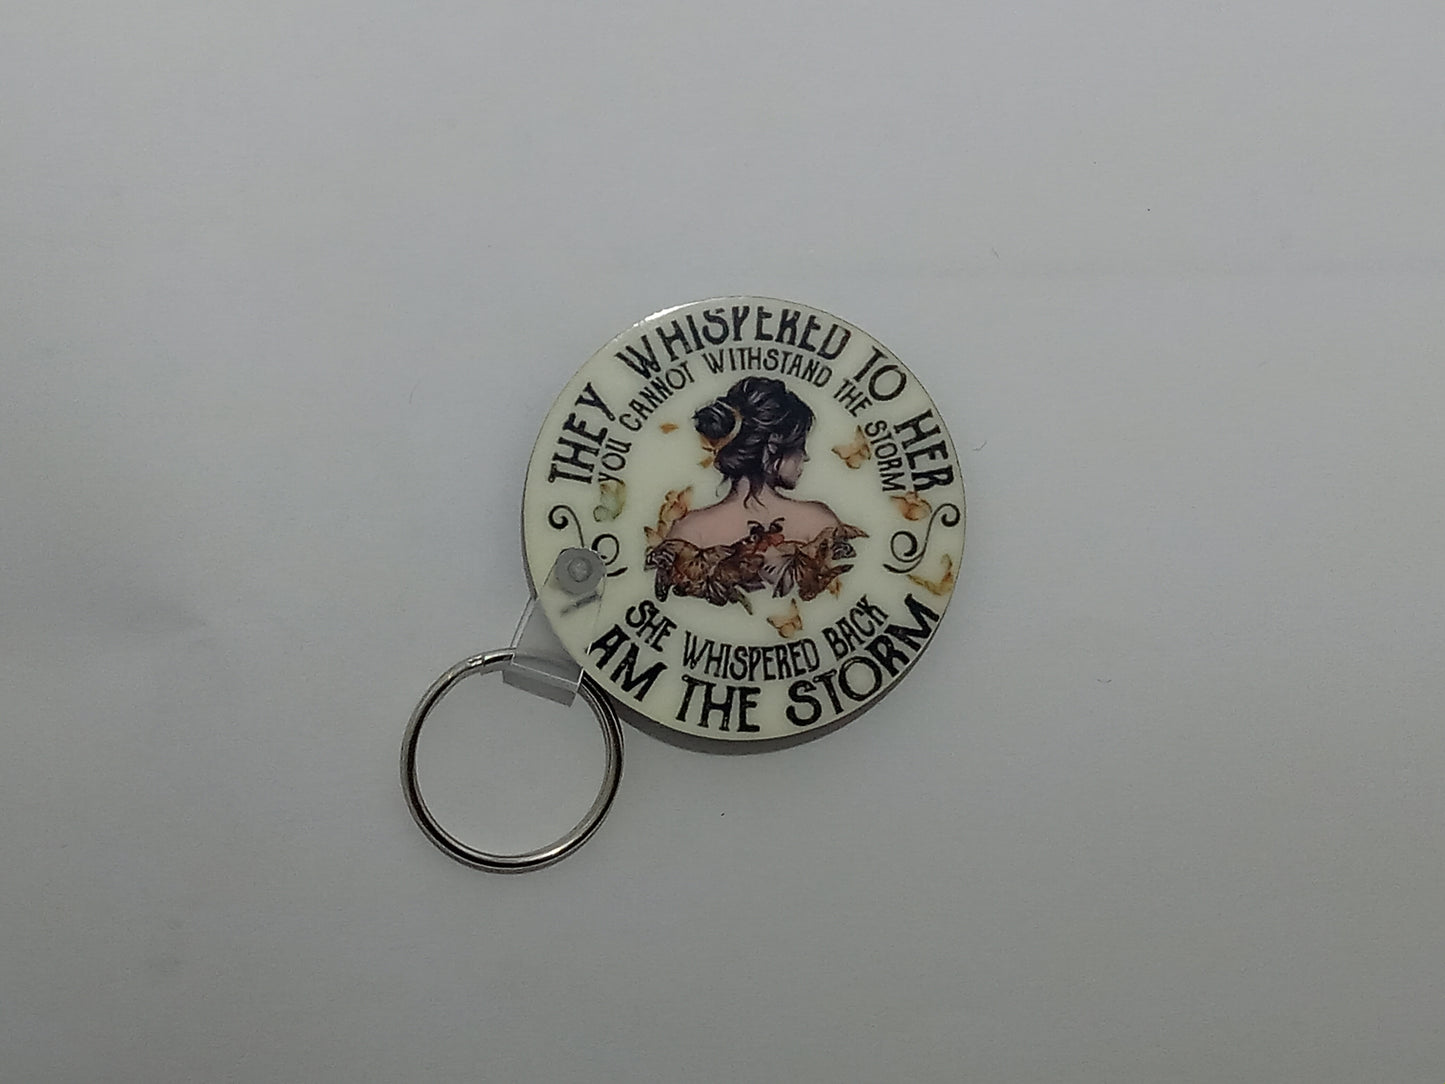 THEY WHISPERED TO HER
YOU CANNOT WITHSTAND THE STORM
SHE WHISPERED BACK
I AM THE STORM